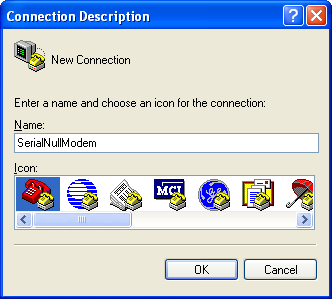 Connection Description
New Connection
Enter a name and choose an icon for the connection:
Name:
SerialNullModem
Icon:
MCI
OK
Cancel